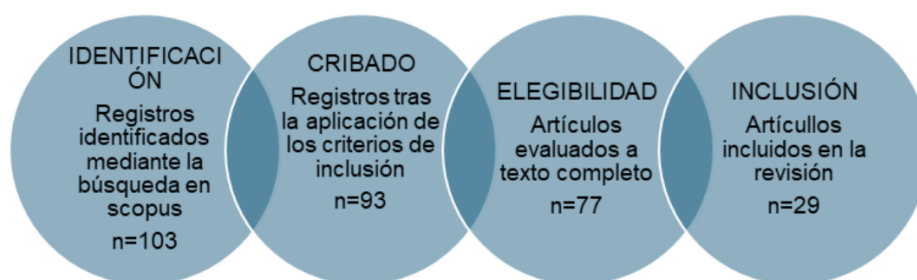 IDENTIFICACI
ÓN
Registros
identificados
mediante la
búsqueda en
scopus
n=103
CRIBADO
Registros tras
la aplicación de
los criterios de
inclusión
n=93
ELEGIBILIDAD
Artículos
evaluados a
texto completo
n=77
INCLUSIÓN
Artícullos
incluidos en la
revisión
n=29